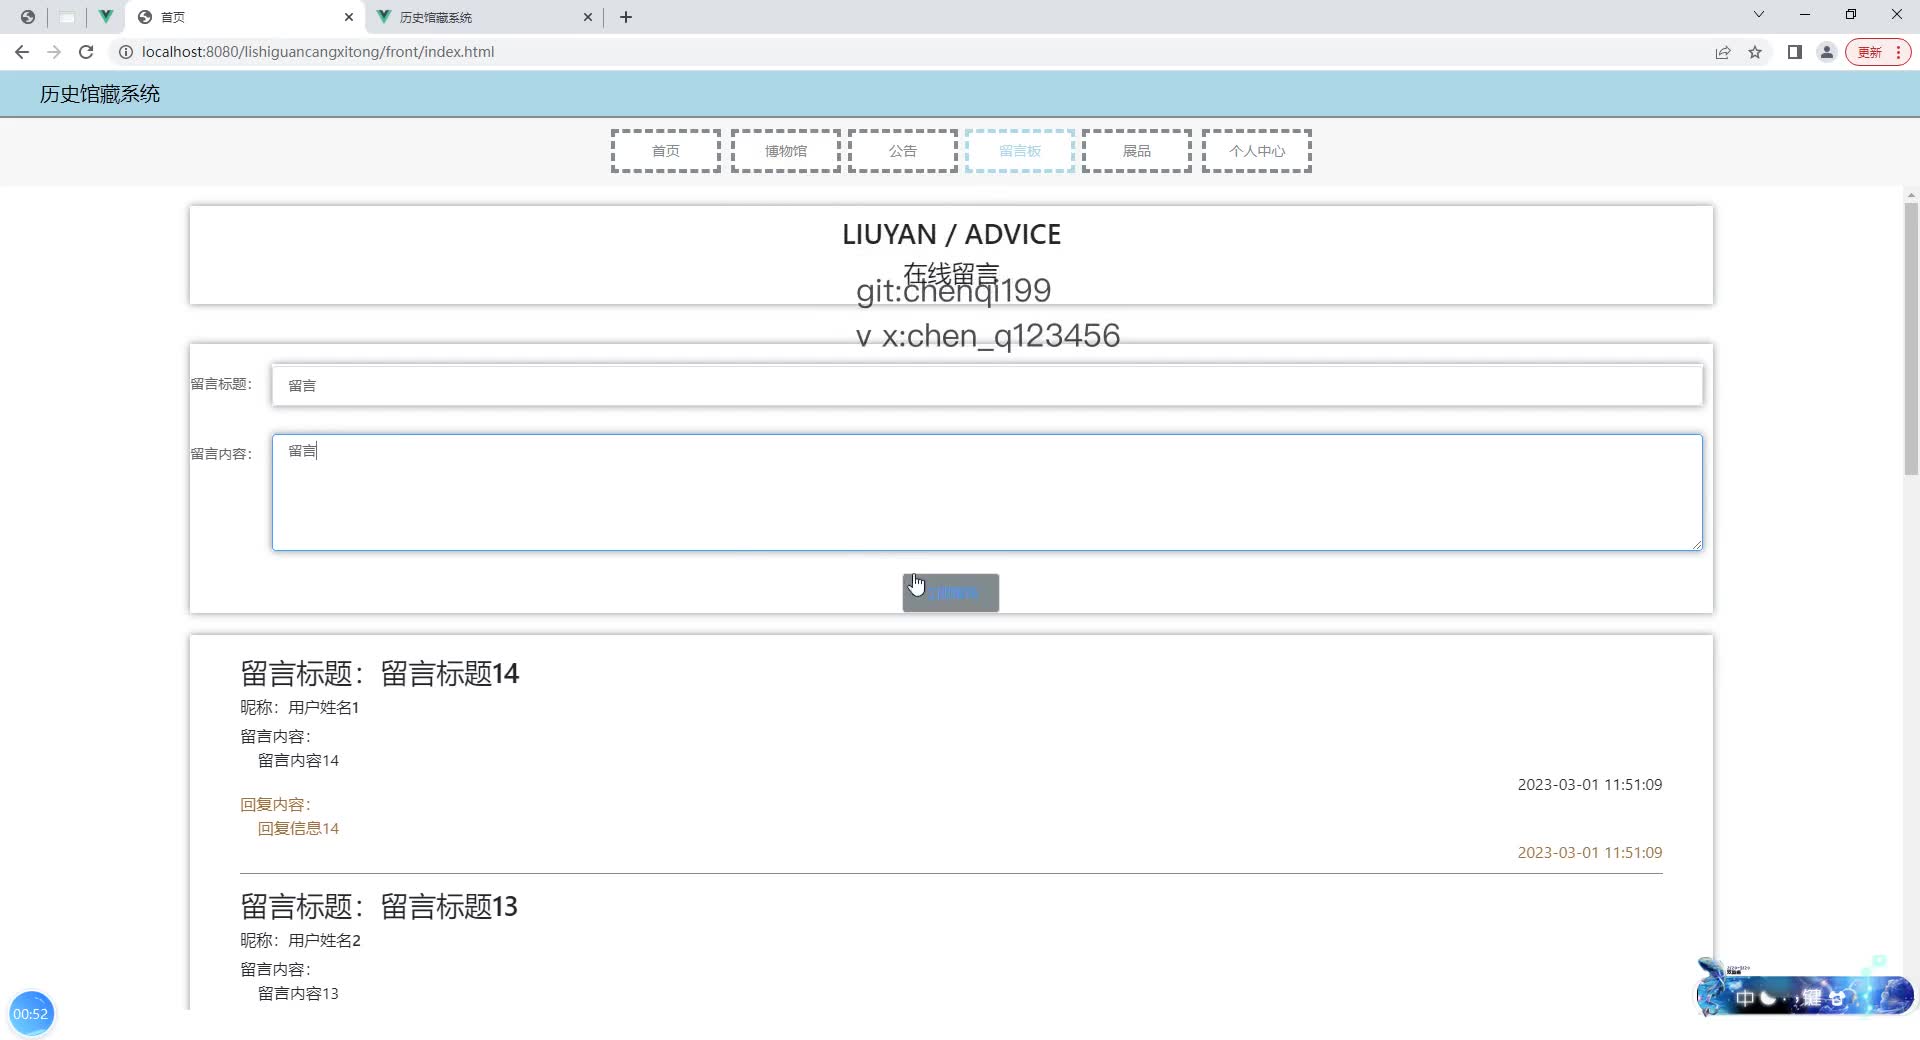 首页
历史馆藏系统
localhost:8080/lishiguancangxitong/front/index.html
更新
历史馆藏系统
首页
博物馆
公告
留言板
展品
个人中心
LIUYAN / ADVICE
在线留言
git:chenqi199
v x:chen_q123456
留言标题：
留言
留言内容：
留言
留言标题：留言标题14
昵称：用户姓名1
留言内容：
留言内容14
2023-03-01 11:51:09
回复内容：
回复信息14
2023-03-01 11:51:09
留言标题：留言标题13
昵称：用户姓名2
留言内容：
留言内容13
00:52
中
键